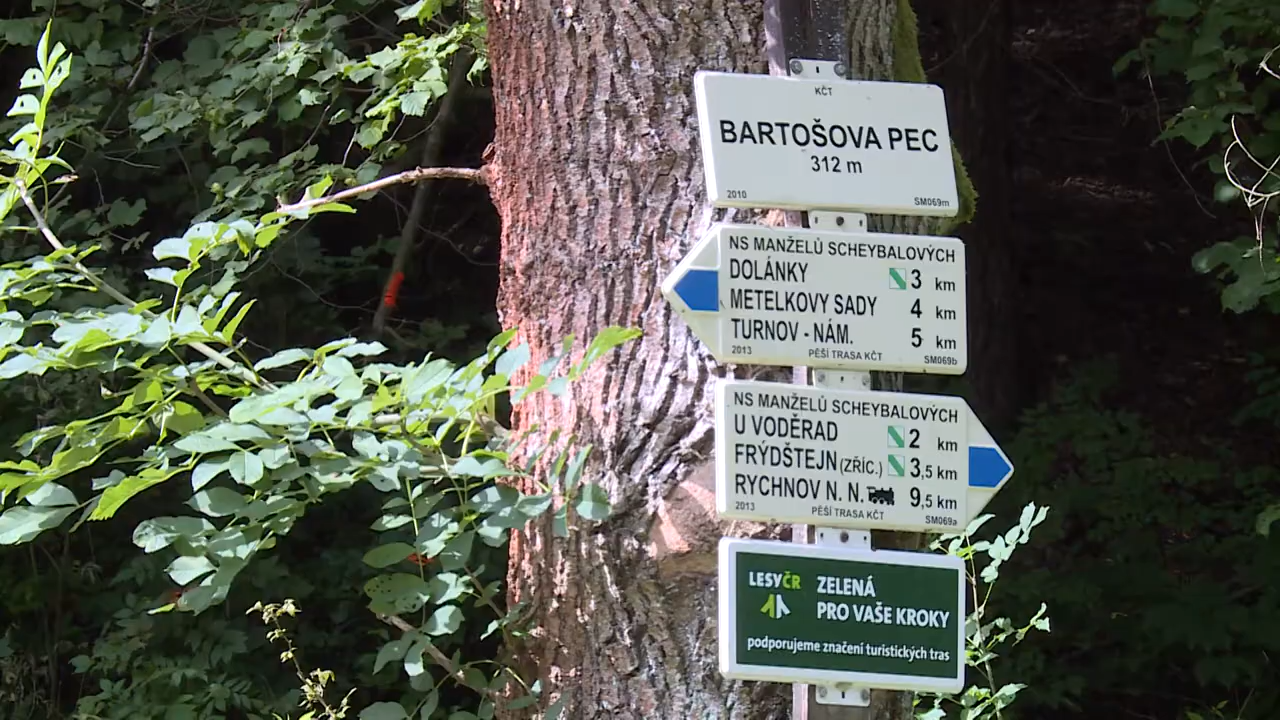 KČT
BARTOŠOVA PEC
312 m
2010 SM069m
NS MANŽELŮ SCHEYBALOVÝCH
DOLÁNKY 3 km
METELKOVY SADY 4 km
TURNOV - NÁM. 5 km
2013 PĚŠÍ TRASA KČT SM069b
NS MANŽELŮ SCHEYBALOVÝCH
U VODĚRAD 2 km
FRÝDŠTEJN (ZŘÍC.) 3,5 km
RYCHNOV N. N. 9,5 km
2013 PĚŠÍ TRASA KČT SM069a
LESY ČR
ZELENÁ
PRO VAŠE KROKY
podporujeme značení turistických tras